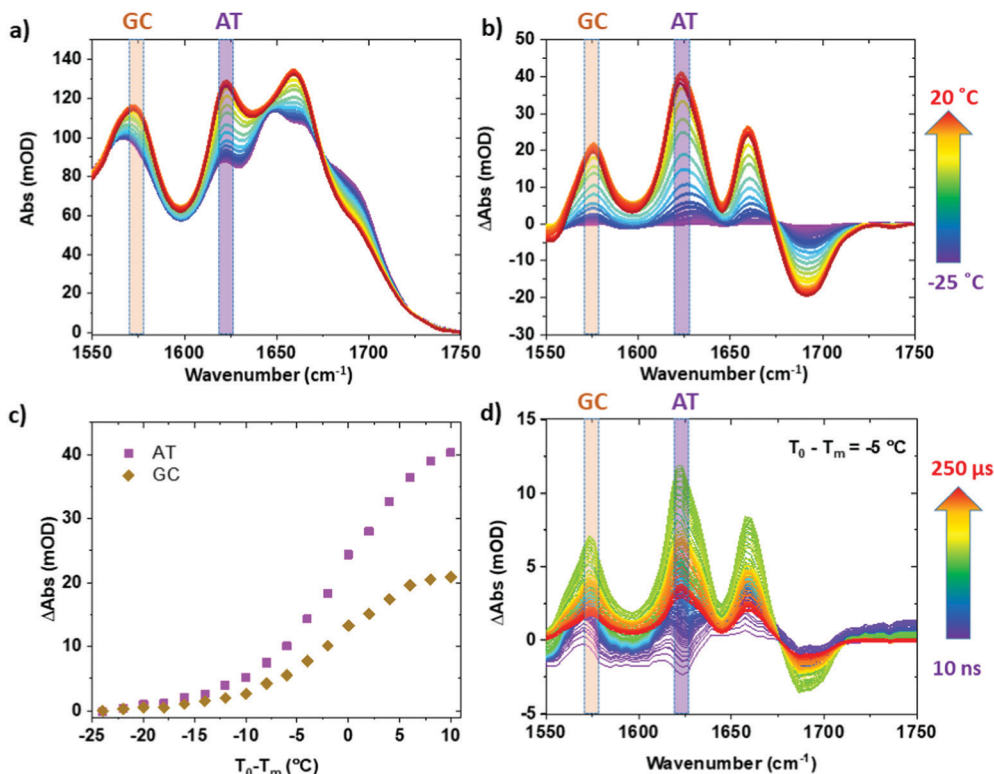 a)
GC
AT
Abs (mOD)
140
120
100
80
60
40
20
0
1550
1600
1650
1700
1750
Wavenumber (cm-1)
b)
GC
AT
ΔAbs (mOD)
50
40
30
20
10
0
-10
-20
-30
1550
1600
1650
1700
1750
Wavenumber (cm-1)
20 °C
-25 °C
c)
AT
GC
ΔAbs (mOD)
40
30
20
10
0
-25
-20
-15
-10
-5
0
5
10
T0-Tm (ºC)
d)
GC
AT
T0 - Tm = -5 ºC
ΔAbs (mOD)
15
10
5
0
-5
1550
1600
1650
1700
1750
Wavenumber (cm-1)
250 µs
10 ns